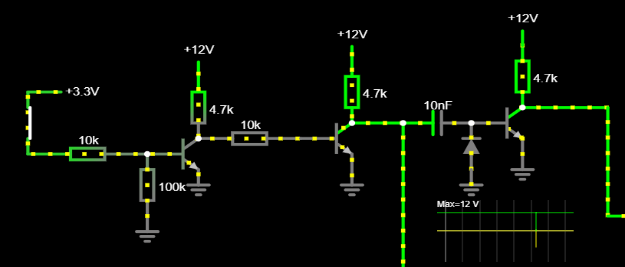 +12V
+12V
+12V
+3.3V
4.7k
4.7k
4.7k
10nF
10k
10k
100k
Max=12 V